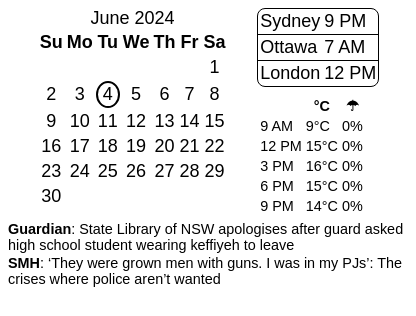 June 2024
Su Mo Tu We Th Fr Sa
1
2 3 4 5 6 7 8
9 10 11 12 13 14 15
16 17 18 19 20 21 22
23 24 25 26 27 28 29
30
Sydney 9 PM
Ottawa 7 AM
London 12 PM
°C ☂
9 AM 9°C 0%
12 PM 15°C 0%
3 PM 16°C 0%
6 PM 15°C 0%
9 PM 14°C 0%
Guardian: State Library of NSW apologises after guard asked
high school student wearing keffiyeh to leave
SMH: ‘They were grown men with guns. I was in my PJs’: The
crises where police aren’t wanted